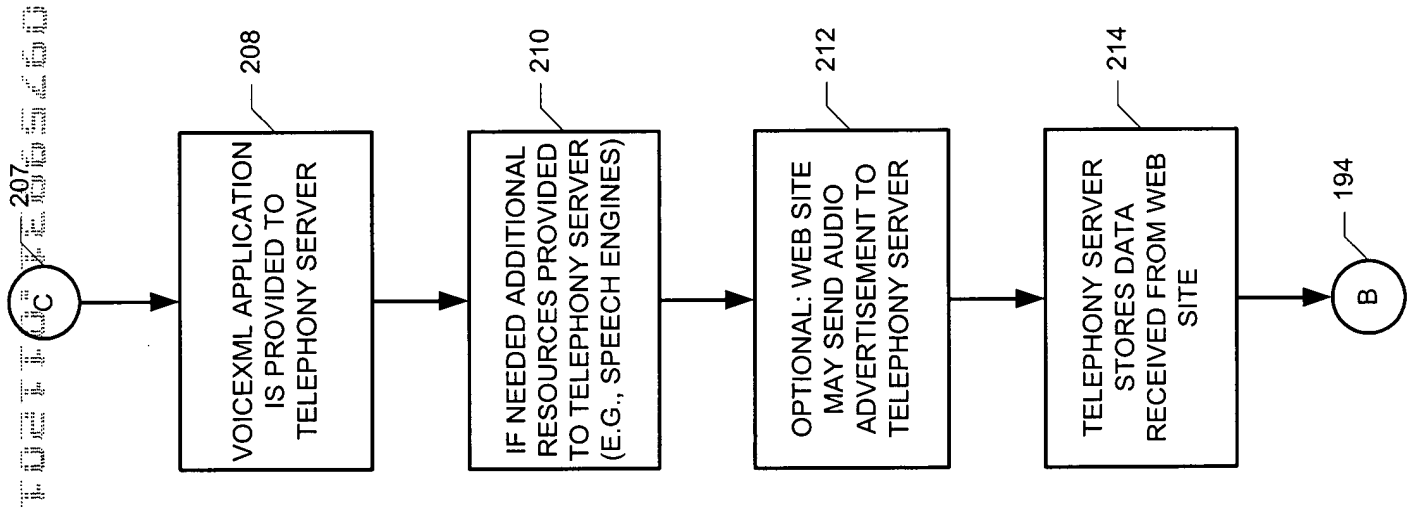 207
C
208
VOICEXML APPLICATION
IS PROVIDED TO
TELEPHONY SERVER
210
IF NEEDED ADDITIONAL
RESOURCES PROVIDED
TO TELEPHONY SERVER
(E.G., SPEECH ENGINES)
212
OPTIONAL: WEB SITE
MAY SEND AUDIO
ADVERTISEMENT TO
TELEPHONY SERVER
214
TELEPHONY SERVER
STORES DATA
RECEIVED FROM WEB
SITE
194
B